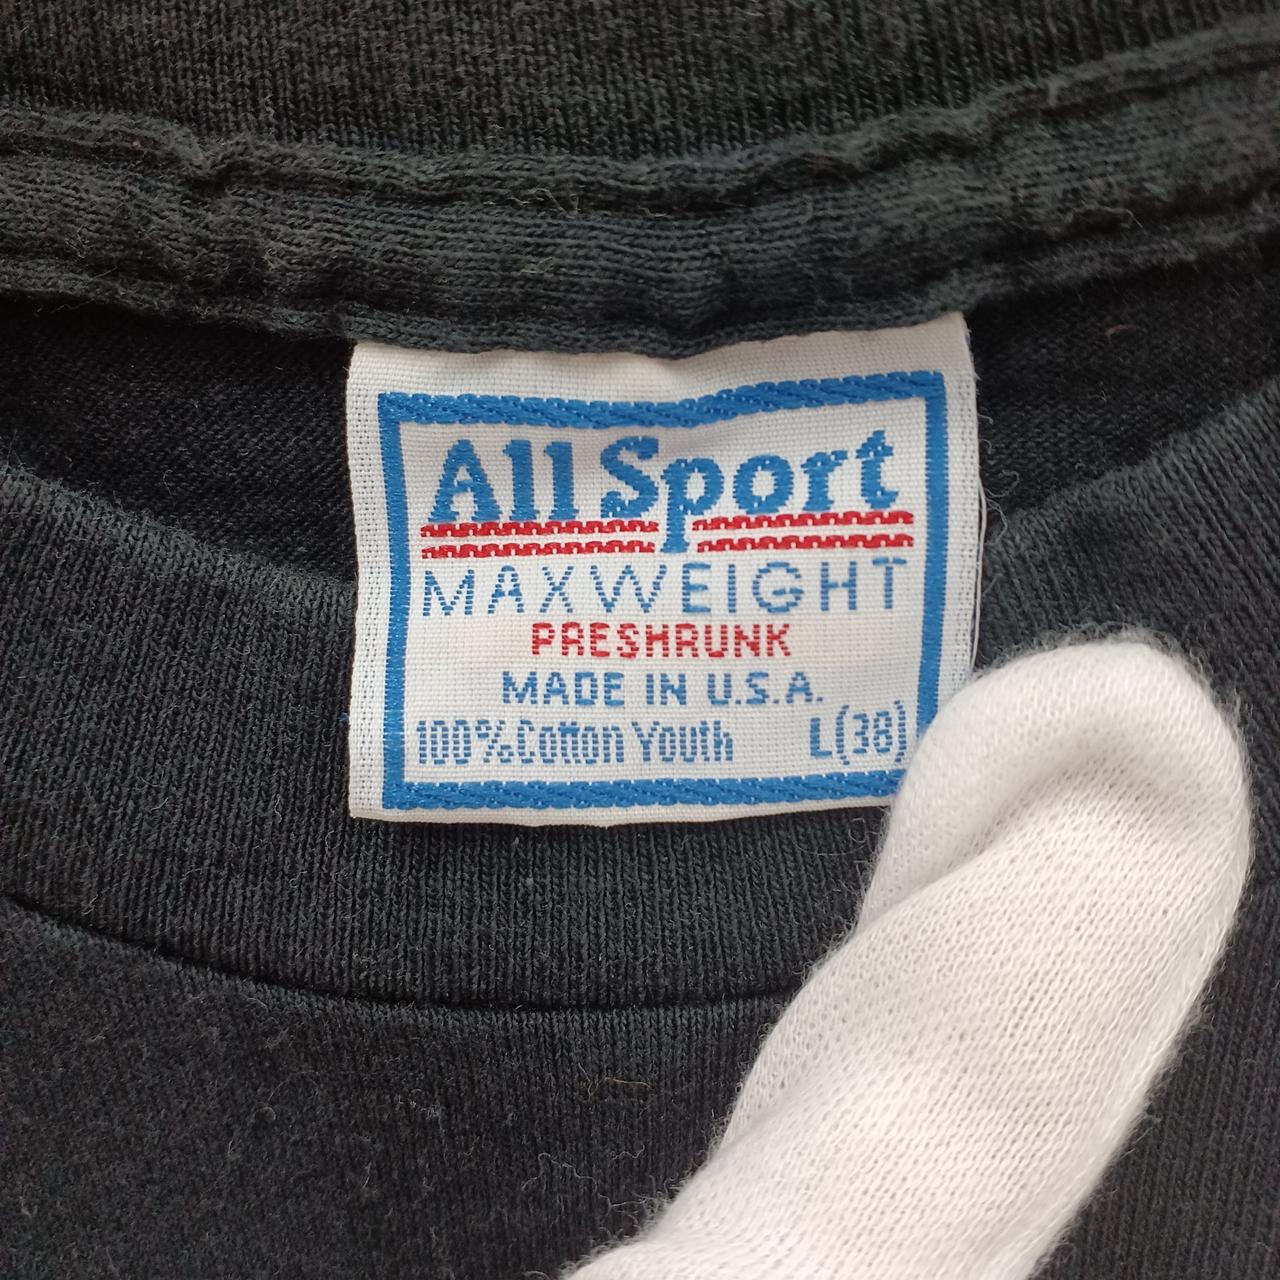 All Sport
MAXWEIGHT
PRESHRUNK
MADE IN U.S.A.
100% Cotton Youth L(38)